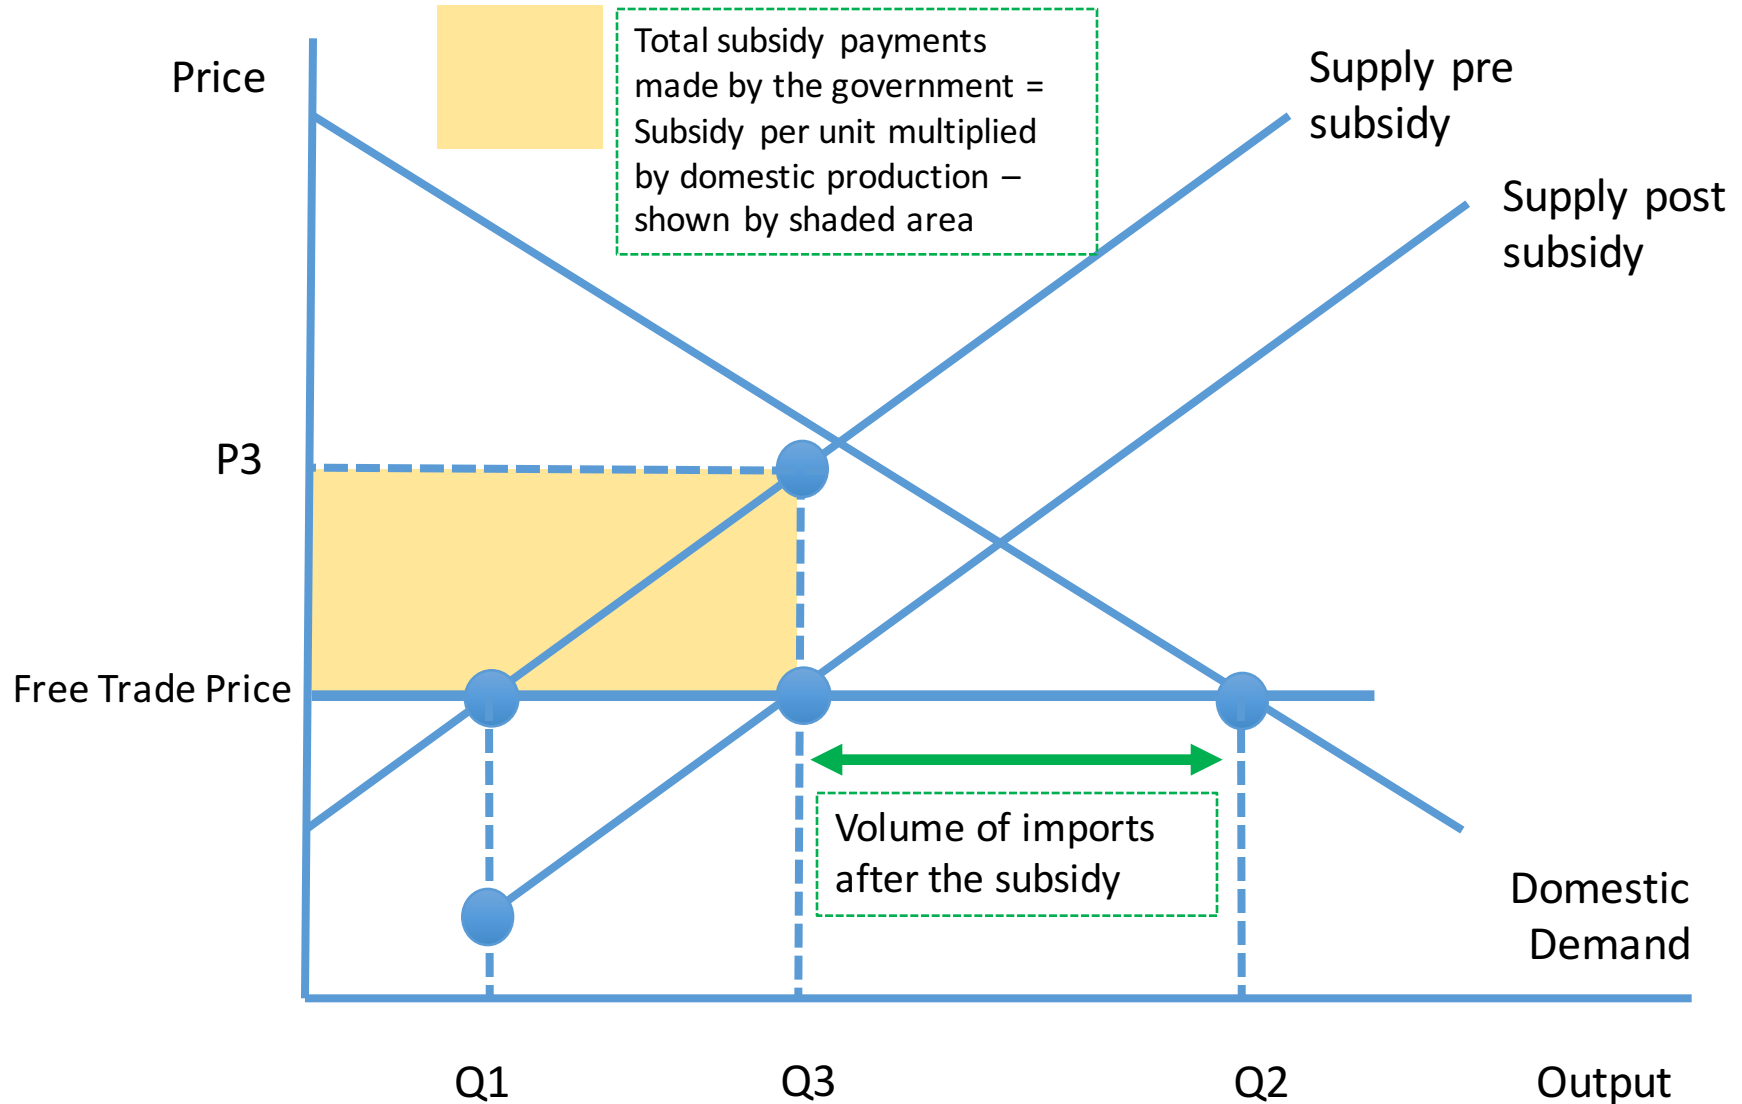 Price
Total subsidy payments
made by the government =
Subsidy per unit multiplied
by domestic production –
shown by shaded area
Supply pre
subsidy
Supply post
subsidy
P3
Free Trade Price
Volume of imports
after the subsidy
Domestic
Demand
Q1
Q3
Q2
Output